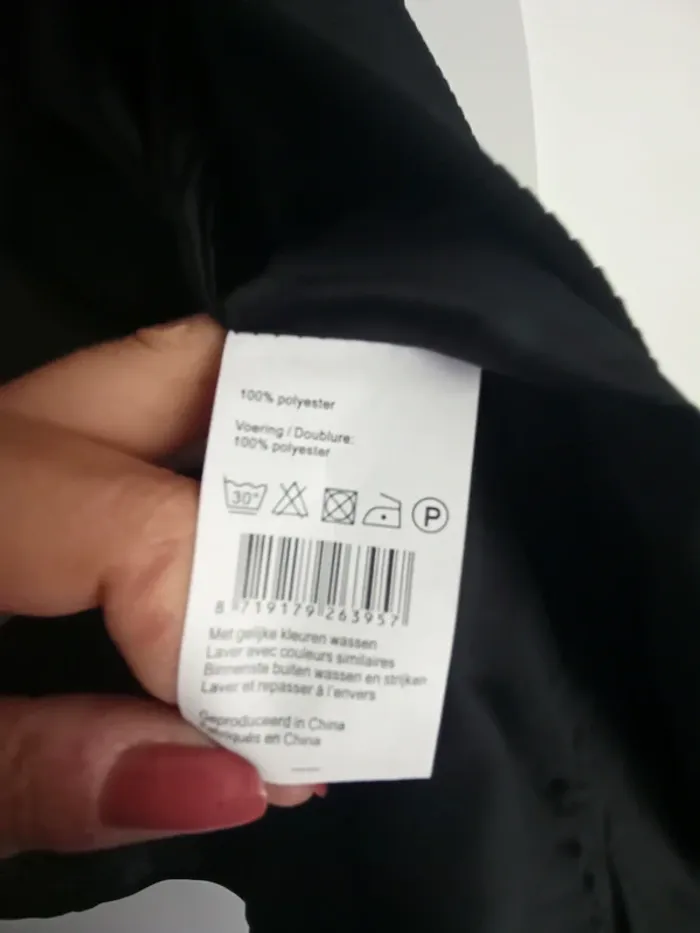 100% polyester
Voering / Doublure:
100% polyester
30°
P
8 719179 263957
Met gelijke kleuren wassen
Laver avec couleurs similaires
Binnenste buiten wassen en strijken
Laver et repasser à l'envers
Geproduceerd in China
en China